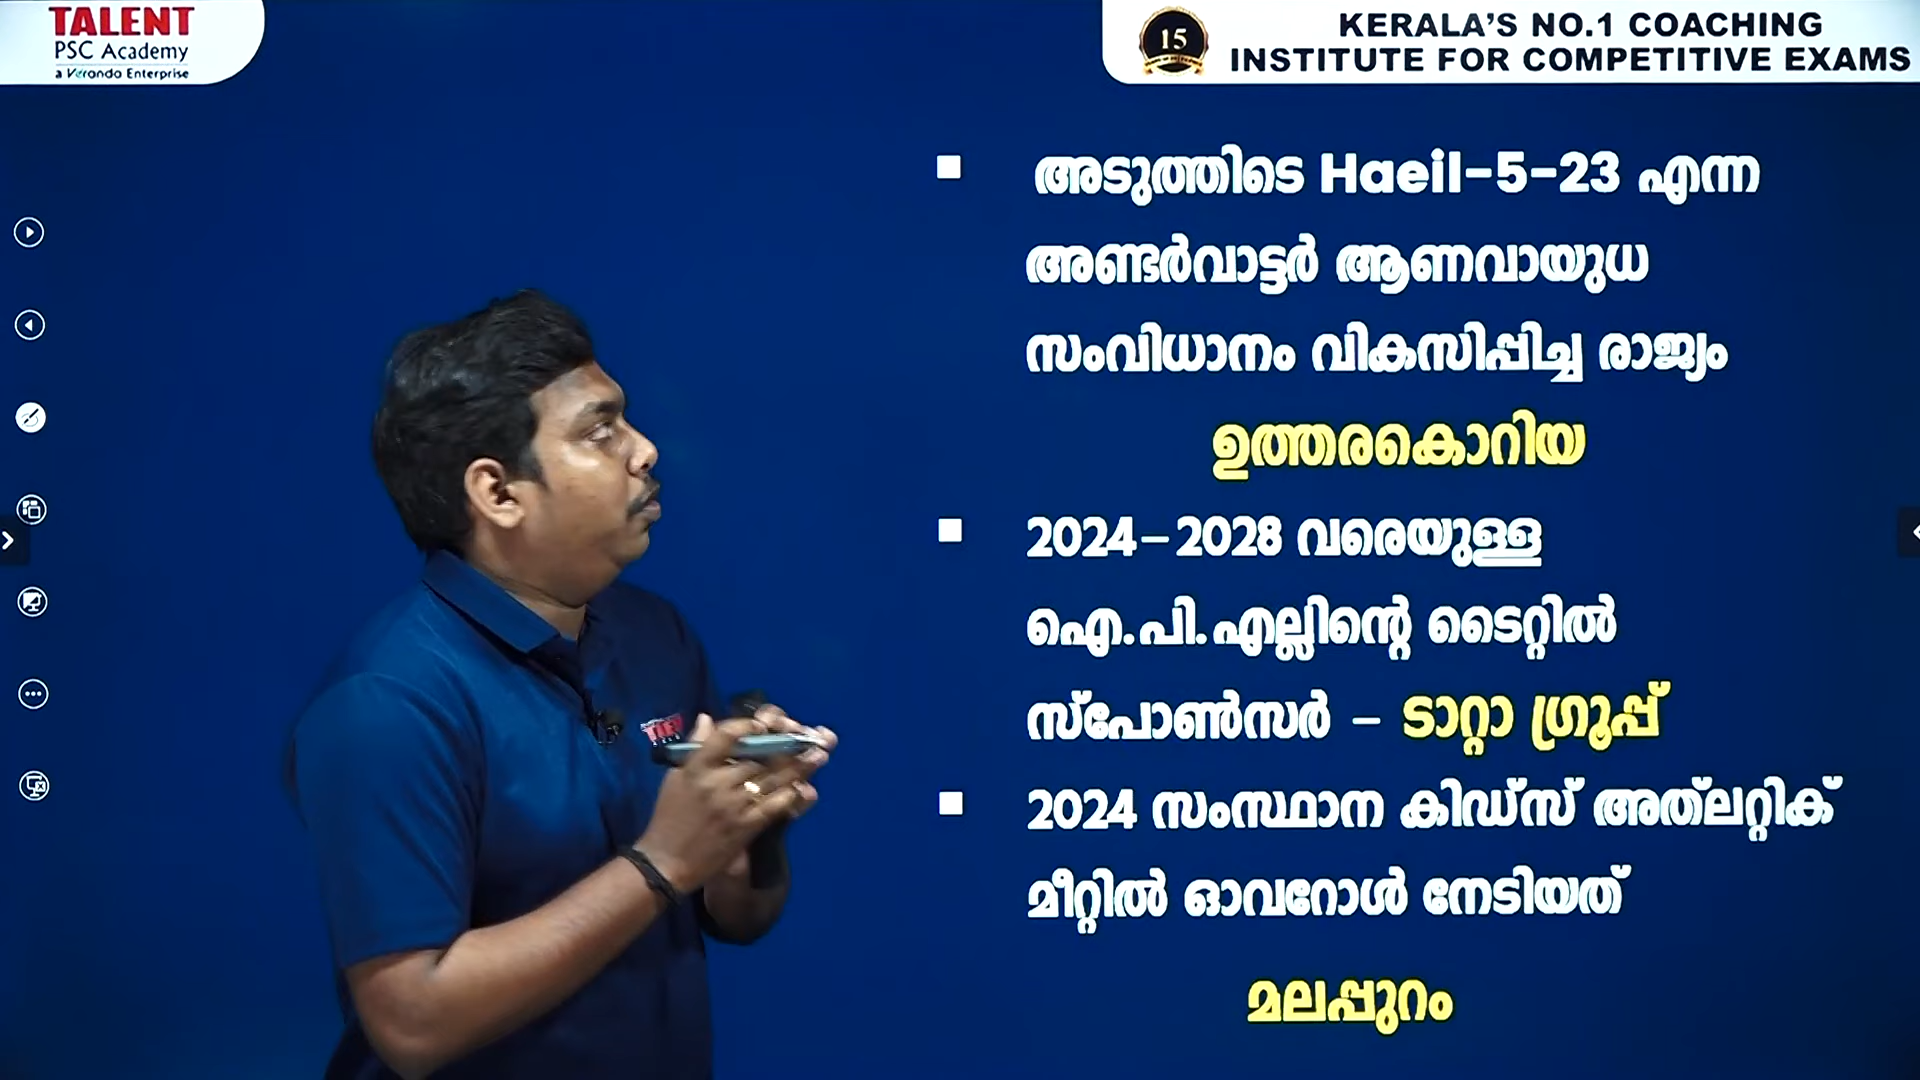 TALENT
PSC Academy
a Veranda Enterprise
15
KERALA'S NO.1 COACHING
INSTITUTE FOR COMPETITIVE EXAMS
▪ അടുത്തിടെ Haeil-5-23 എന്ന
അണ്ടർവാട്ടർ ആണവായുധ
സംവിധാനം വികസിപ്പിച്ച രാജ്യം
ഉത്തരകൊറിയ
▪ 2024-2028 വരെയുള്ള
ഐ.പി.എല്ലിന്റെ ടൈറ്റിൽ
സ്പോൺസർ - ടാറ്റാ ഗ്രൂപ്പ്
▪ 2024 സംസ്ഥാന കിഡ്സ് അത്‌ലറ്റിക്
മീറ്റിൽ ഓവറോൾ നേടിയത്
മലപ്പുറം